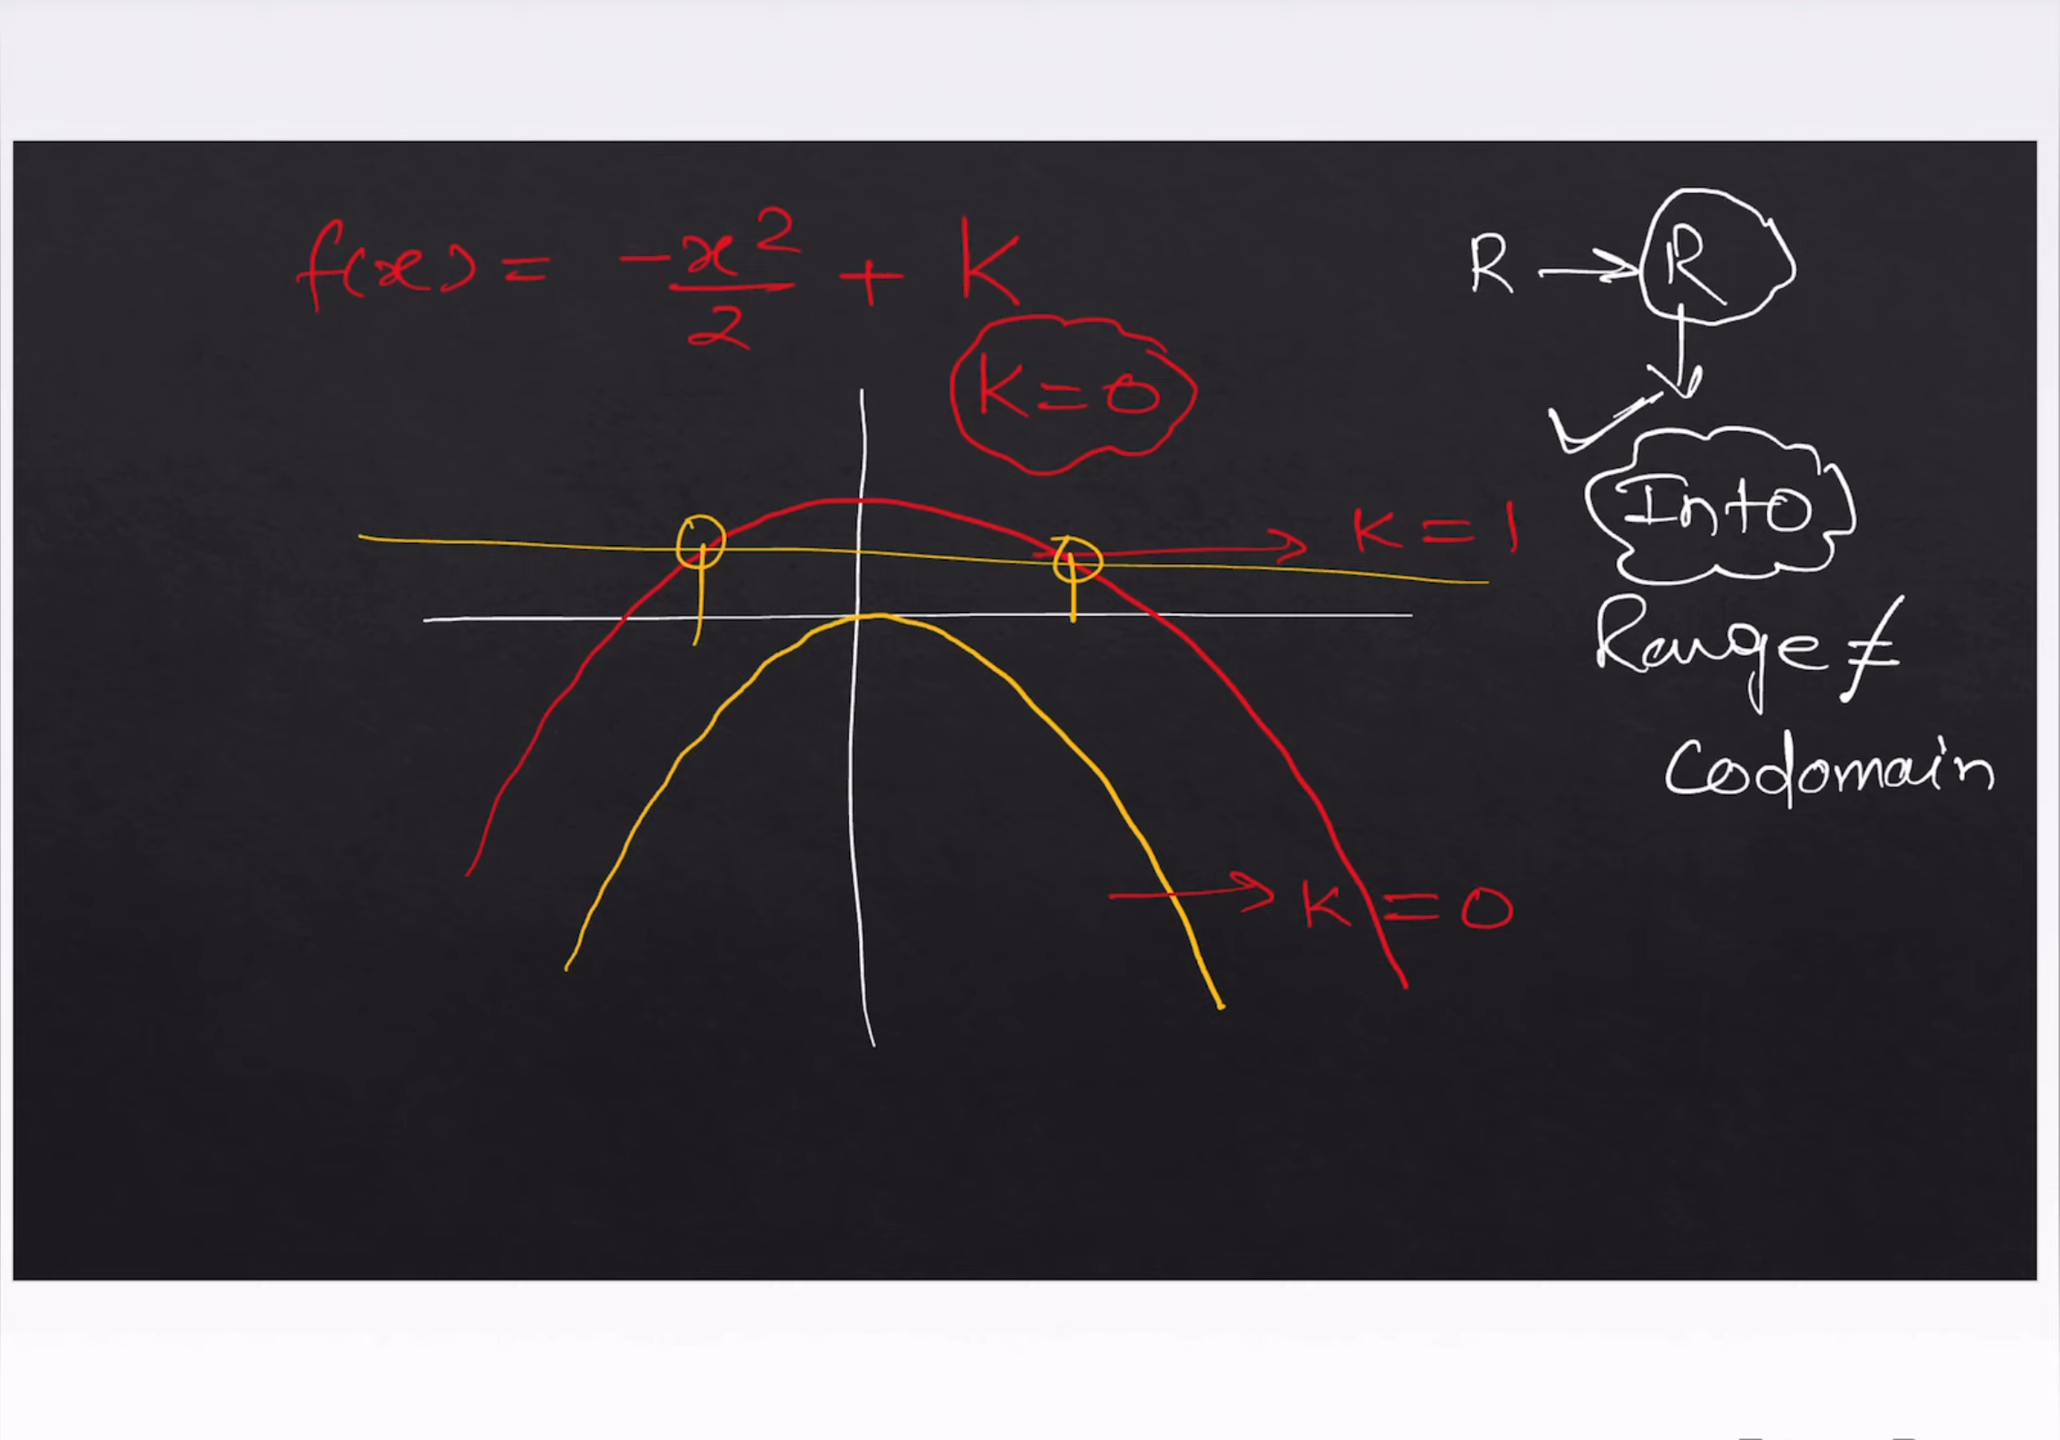 f(x) = -x²/2 + K
K=0
R → R
Into
Range ≠
Codomain
K = 1
K = 0